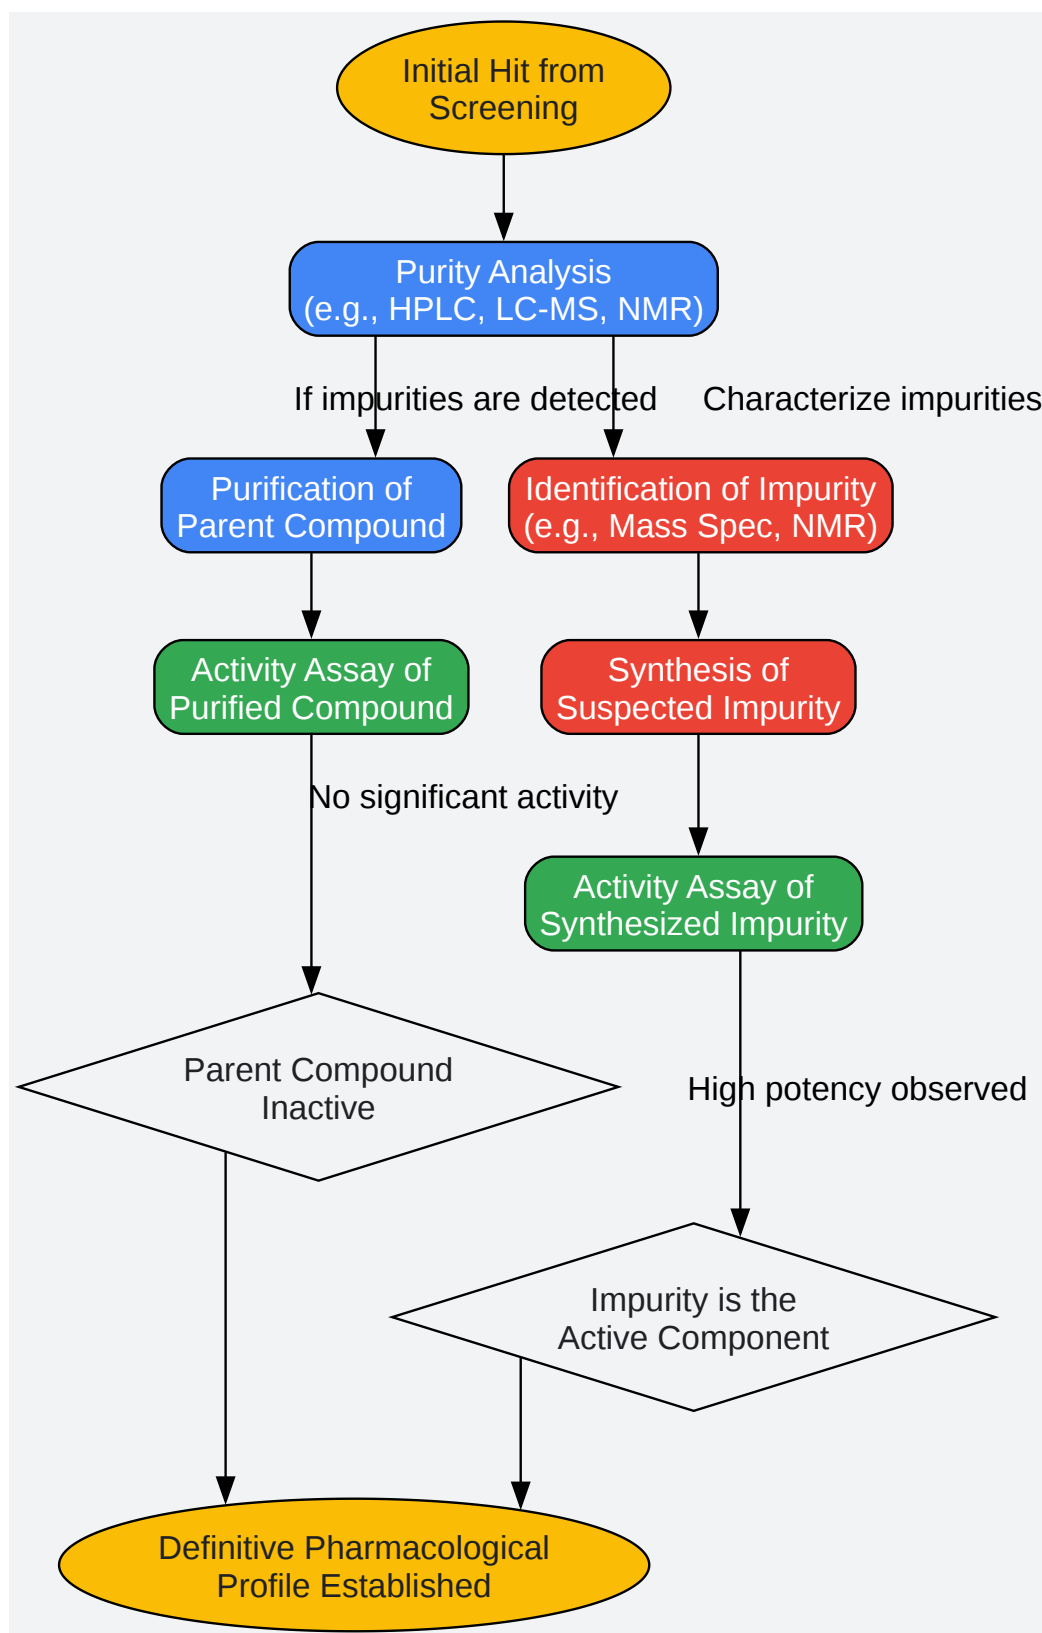 Initial Hit from
Screening
Purity Analysis
(e.g., HPLC, LC-MS, NMR)
If impurities are detected
Characterize impurities
Purification of
Parent Compound
Identification of Impurity
(e.g., Mass Spec, NMR)
Activity Assay of
Purified Compound
Synthesis of
Suspected Impurity
No significant activity
Activity Assay of
Synthesized Impurity
Parent Compound
Inactive
High potency observed
Impurity is the
Active Component
Definitive Pharmacological
Profile Established